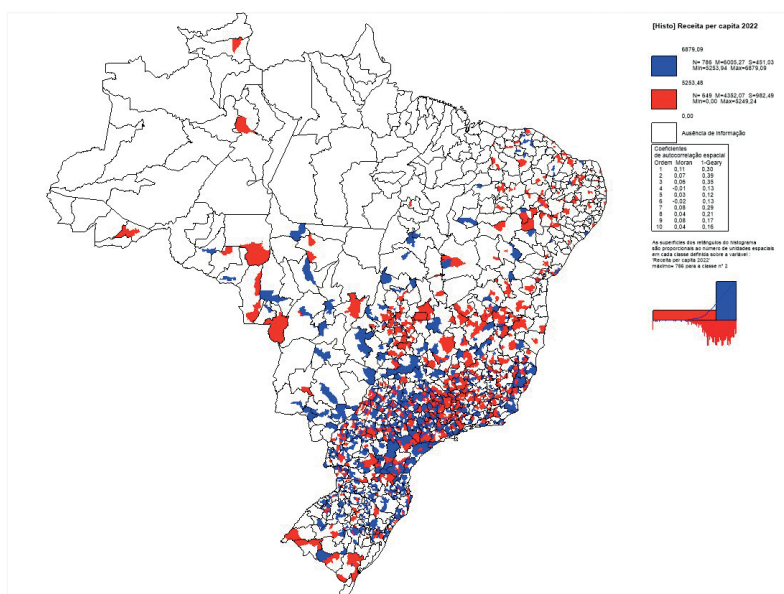 [Histo] Receita per capita 2022
6879,09
N= 786 M=6005,27 S=451,03
Min=5253,94 Máx=6879,09
5253,48
N= 649 M=4352,07 S=982,49
Min=0,00 Max=5249,24
0,00
Ausência de Informação
Coeficientes
de autocorrelação espacial
Ordem Moran 1-Geary
1 0,11 0,30
2 0,07 0,39
3 0,06 0,35
4 -0,01 0,13
5 0,03 0,12
6 -0,02 0,13
7 0,08 0,29
8 0,04 0,21
9 0,08 0,17
10 0,04 0,16
As superfícies dos retângulos do histograma
são proporcionais ao número de unidades espaciais
em cada classe definida sobre a variável :
'Receita per capita 2022'
máximo= 786 para a classe n° 2